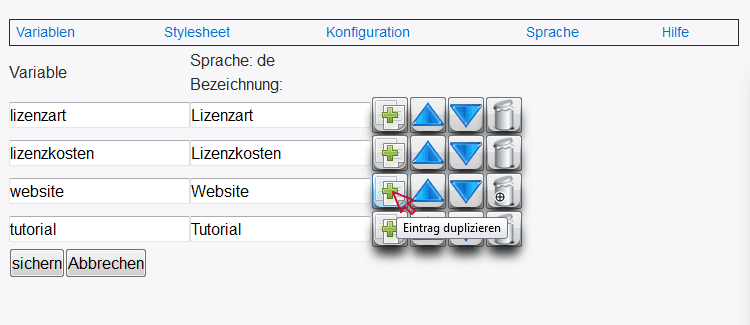 Variablen Stylesheet Konfiguration Sprache Hilfe
Variable Sprache: de
Bezeichnung:
lizenzart Lizenzart
lizenzkosten Lizenzkosten
website Website
tutorial Tutorial
Eintrag duplizieren
sichern Abbrechen